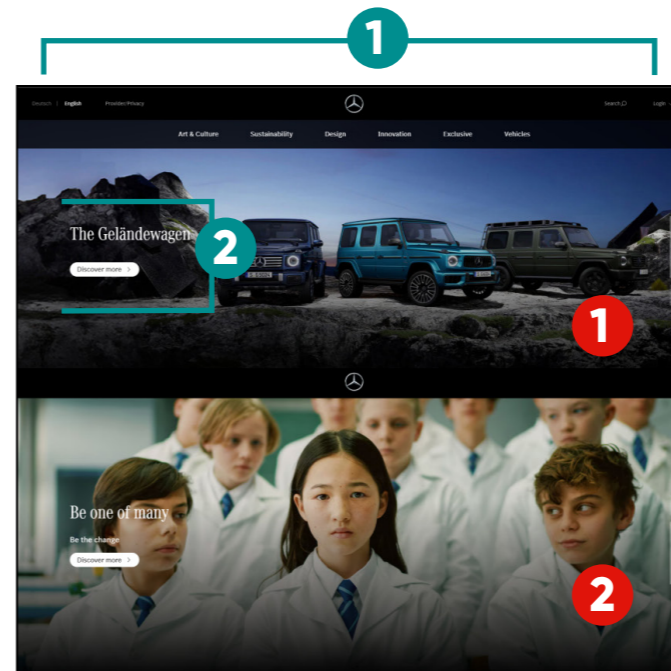 1
Deutsch | English Provider/Privacy Search Login
Art & Culture Sustainability Design Innovation Exclusive Vehicles
The Geländewagen
2
Discover more >
1
Be one of many
Be the change
Discover more >
2